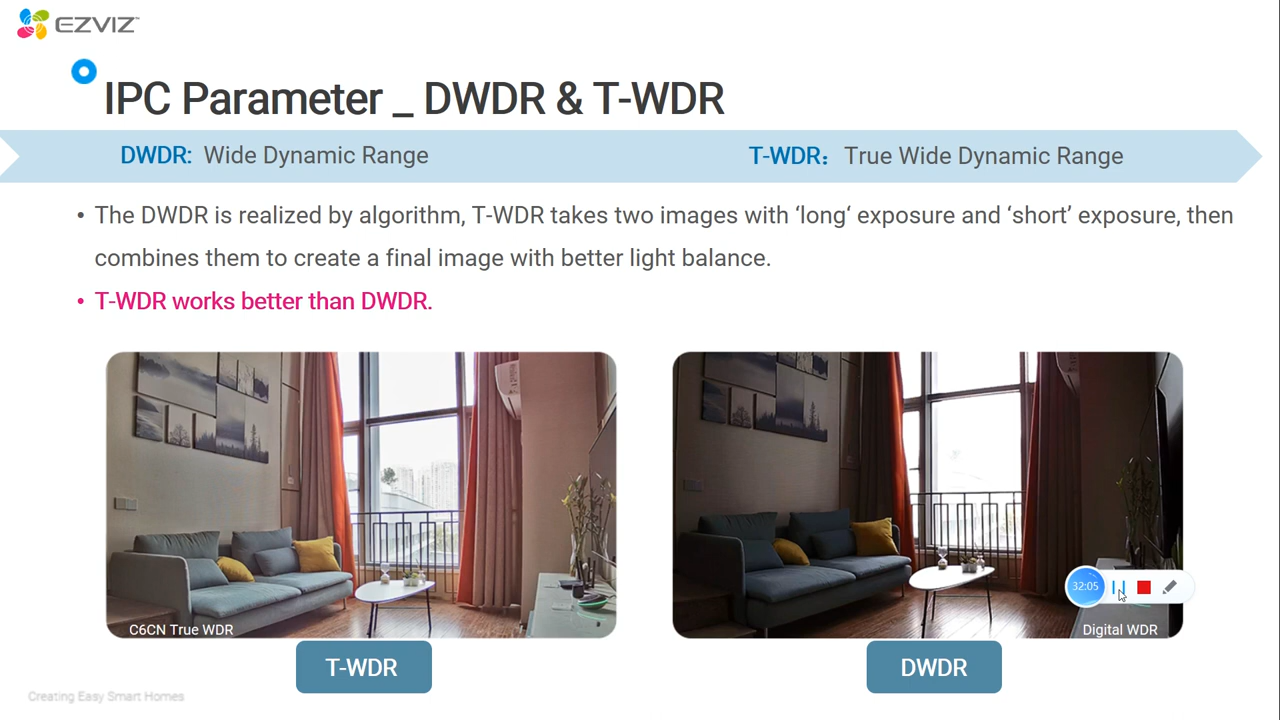 EZVIZ™
IPC Parameter _ DWDR & T-WDR
DWDR: Wide Dynamic Range
T-WDR: True Wide Dynamic Range
• The DWDR is realized by algorithm, T-WDR takes two images with ‘long‘ exposure and ‘short’ exposure, then
combines them to create a final image with better light balance.
• T-WDR works better than DWDR.
C6CN True WDR
32:05
Digital WDR
T-WDR
DWDR
Creating Easy Smart Homes